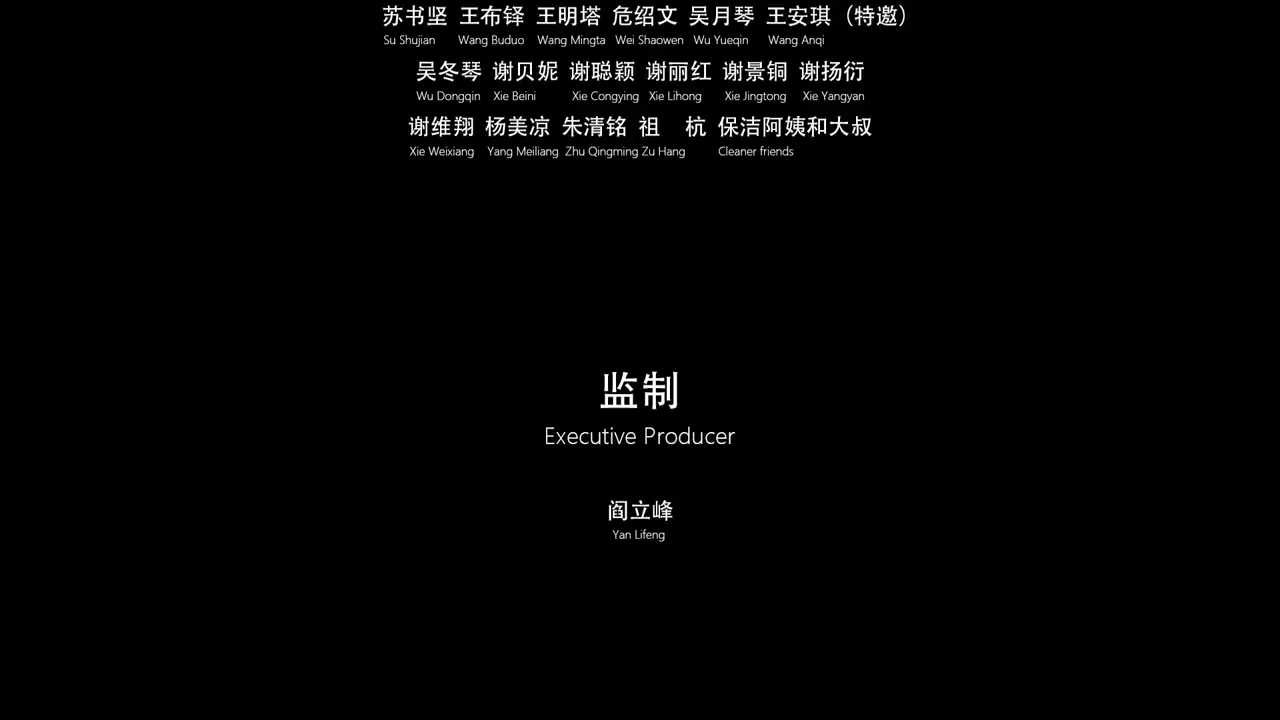 苏书坚 王布铎 王明塔 危绍文 吴月琴 王安琪（特邀）
Su Shujian Wang Buduo Wang Mingta Wei Shaowen Wu Yueqin Wang Anqi
吴冬琴 谢贝妮 谢聪颖 谢丽红 谢景铜 谢扬衍
Wu Dongqin Xie Beini Xie Congying Xie Lihong Xie Jingtong Xie Yangyan
谢维翔 杨美凉 朱清铭 祖 杭 保洁阿姨和大叔
Xie Weixiang Yang Meiliang Zhu Qingming Zu Hang Cleaner friends
监制
Executive Producer
阎立峰
Yan Lifeng